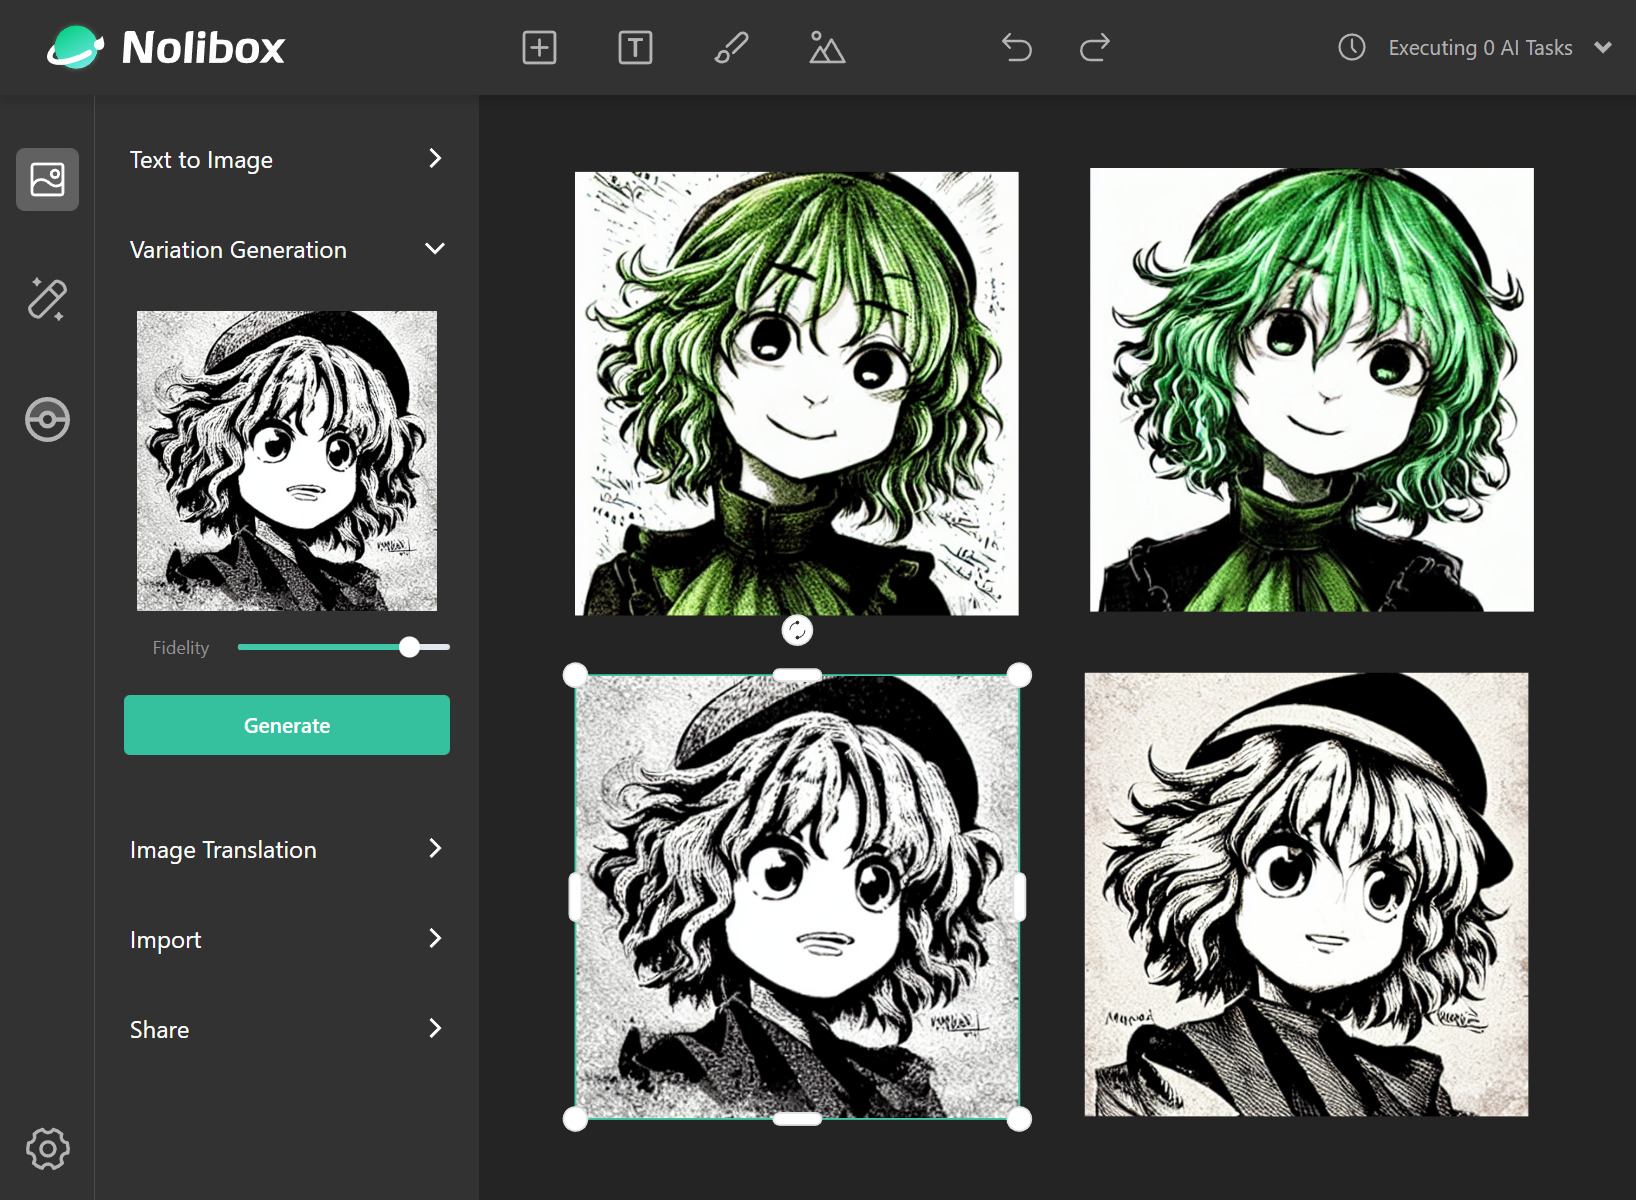 Nolibox
Executing 0 AI Tasks
Text to Image
Variation Generation
Fidelity
Generate
Image Translation
Import
Share